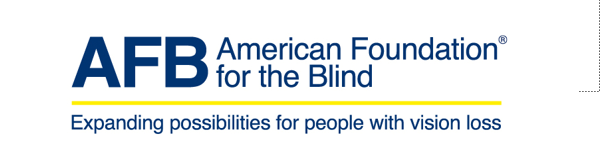 AFB American Foundation®
for the Blind
Expanding possibilities for people with vision loss